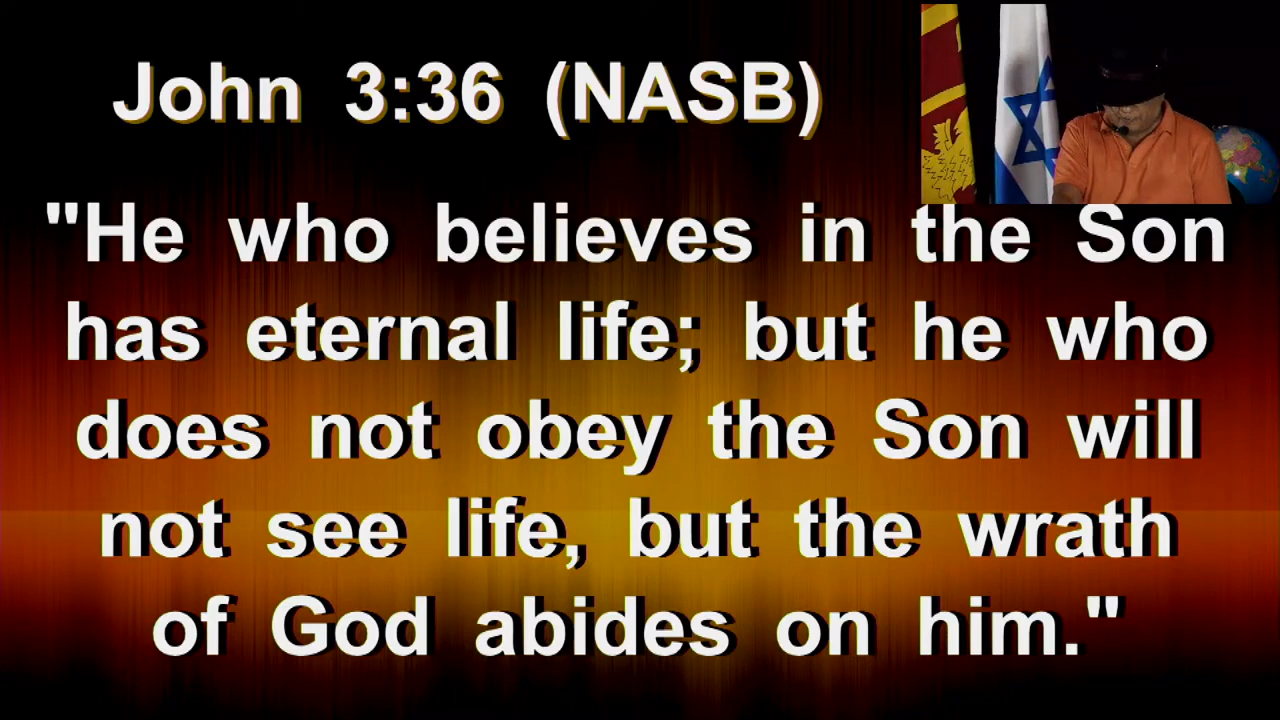 John 3:36 (NASB)
"He who believes in the Son
has eternal life; but he who
does not obey the Son will
not see life, but the wrath
of God abides on him."